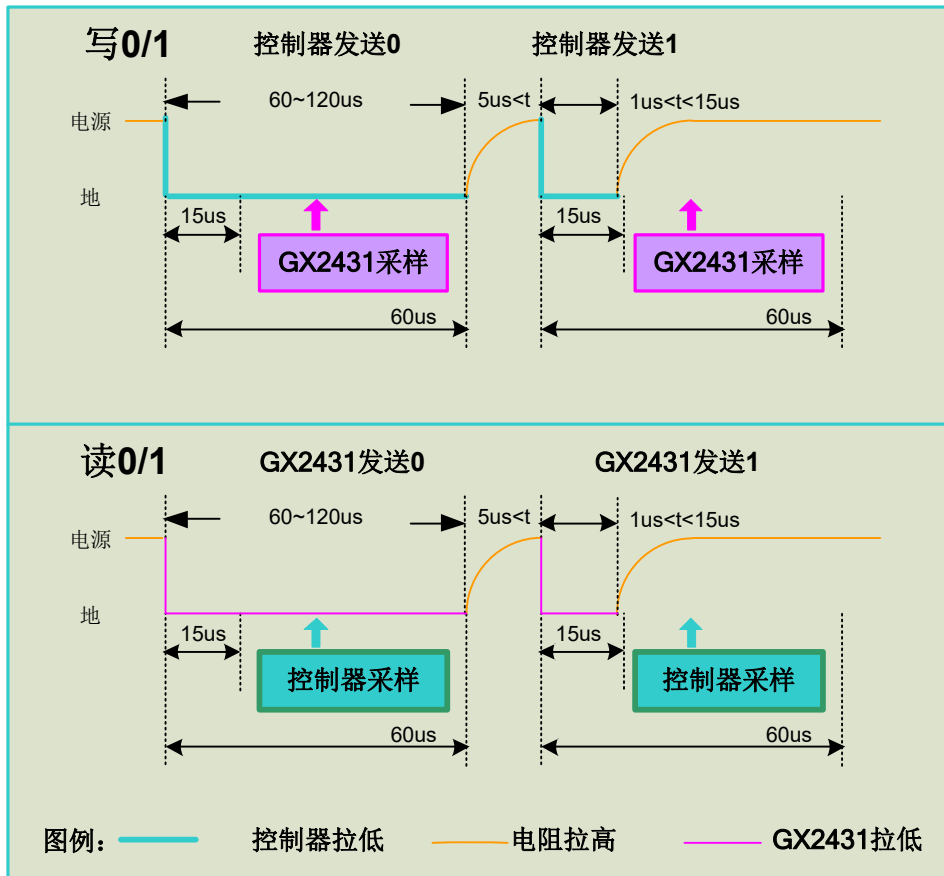 写0/1
控制器发送0
控制器发送1
60~120us
5us<t
1us<t<15us
电源
地
15us
15us
GX2431采样
GX2431采样
60us
60us
读0/1
GX2431发送0
GX2431发送1
60~120us
5us<t
1us<t<15us
电源
地
15us
15us
控制器采样
控制器采样
60us
60us
图例：
控制器拉低
电阻拉高
GX2431拉低